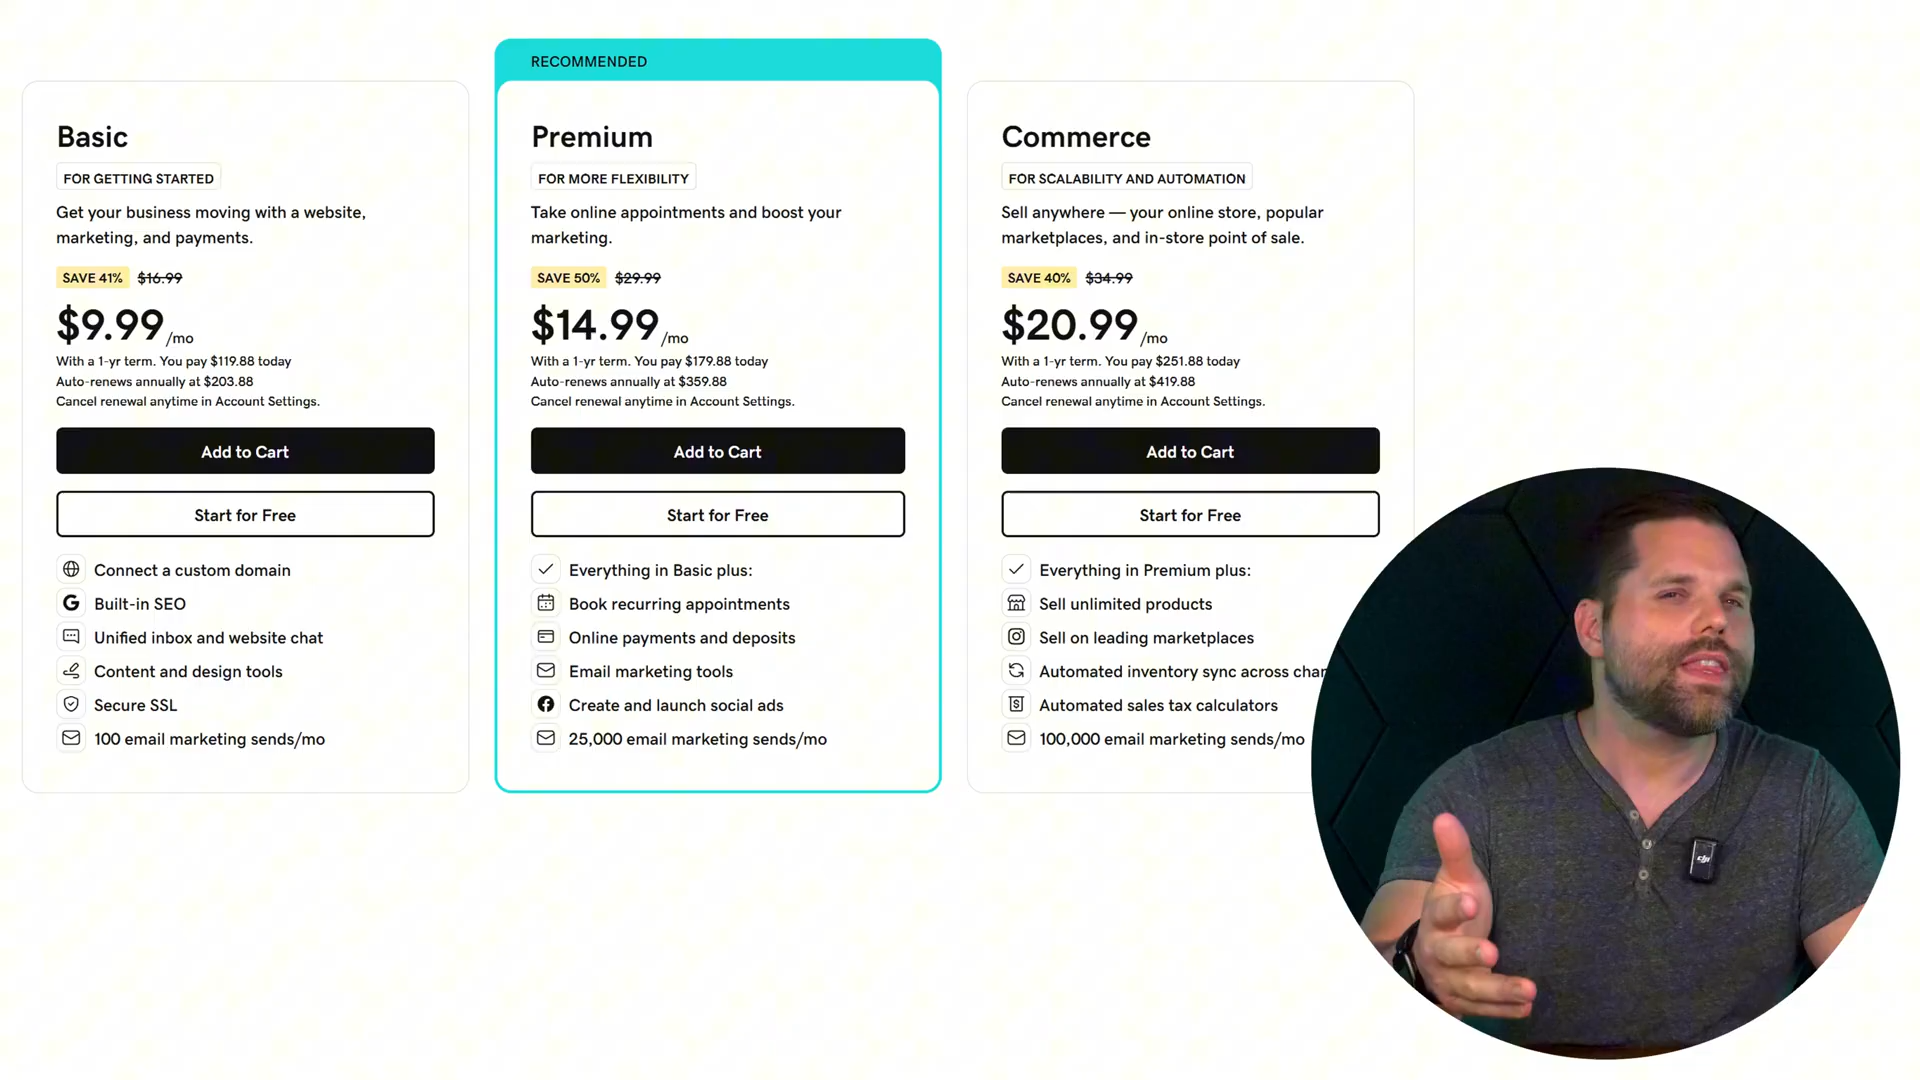 Basic
FOR GETTING STARTED
Get your business moving with a website,
marketing, and payments.
SAVE 41% $16.99
$9.99/mo
With a 1-yr term. You pay $119.88 today
Auto-renews annually at $203.88
Cancel renewal anytime in Account Settings.
Add to Cart
Start for Free
Connect a custom domain
Built-in SEO
Unified inbox and website chat
Content and design tools
Secure SSL
100 email marketing sends/mo
RECOMMENDED
Premium
FOR MORE FLEXIBILITY
Take online appointments and boost your
marketing.
SAVE 50% $29.99
$14.99/mo
With a 1-yr term. You pay $179.88 today
Auto-renews annually at $359.88
Cancel renewal anytime in Account Settings.
Add to Cart
Start for Free
Everything in Basic plus:
Book recurring appointments
Online payments and deposits
Email marketing tools
Create and launch social ads
25,000 email marketing sends/mo
Commerce
FOR SCALABILITY AND AUTOMATION
Sell anywhere — your online store, popular
marketplaces, and in-store point of sale.
SAVE 40% $34.99
$20.99/mo
With a 1-yr term. You pay $251.88 today
Auto-renews annually at $419.88
Cancel renewal anytime in Account Settings.
Add to Cart
Start for Free
Everything in Premium plus:
Sell unlimited products
Sell on leading marketplaces
Automated inventory sync across
Automated sales tax calculators
100,000 email marketing sends/mo
dji